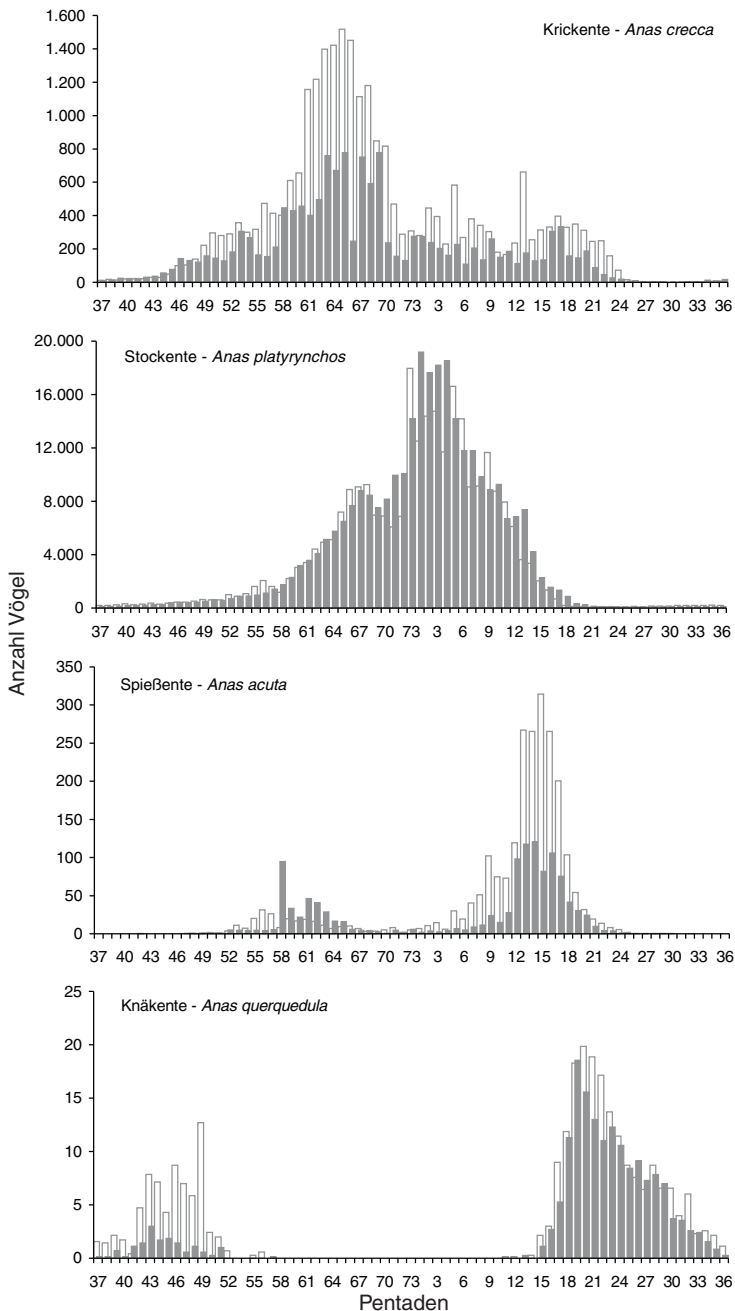 Krickente - Anas crecca
1.600
1.400
1.200
1.000
800
600
400
200
0
37 40 43 46 49 52 55 58 61 64 67 70 73 3 6 9 12 15 18 21 24 27 30 33 36
Stockente - Anas platyrynchos
20.000
16.000
12.000
8.000
4.000
0
37 40 43 46 49 52 55 58 61 64 67 70 73 3 6 9 12 15 18 21 24 27 30 33 36
Anzahl Vögel
Spießente - Anas acuta
350
300
250
200
150
100
50
0
37 40 43 46 49 52 55 58 61 64 67 70 73 3 6 9 12 15 18 21 24 27 30 33 36
Knäkente - Anas querquedula
25
20
15
10
5
0
37 40 43 46 49 52 55 58 61 64 67 70 73 3 6 9 12 15 18 21 24 27 30 33 36
Pentaden